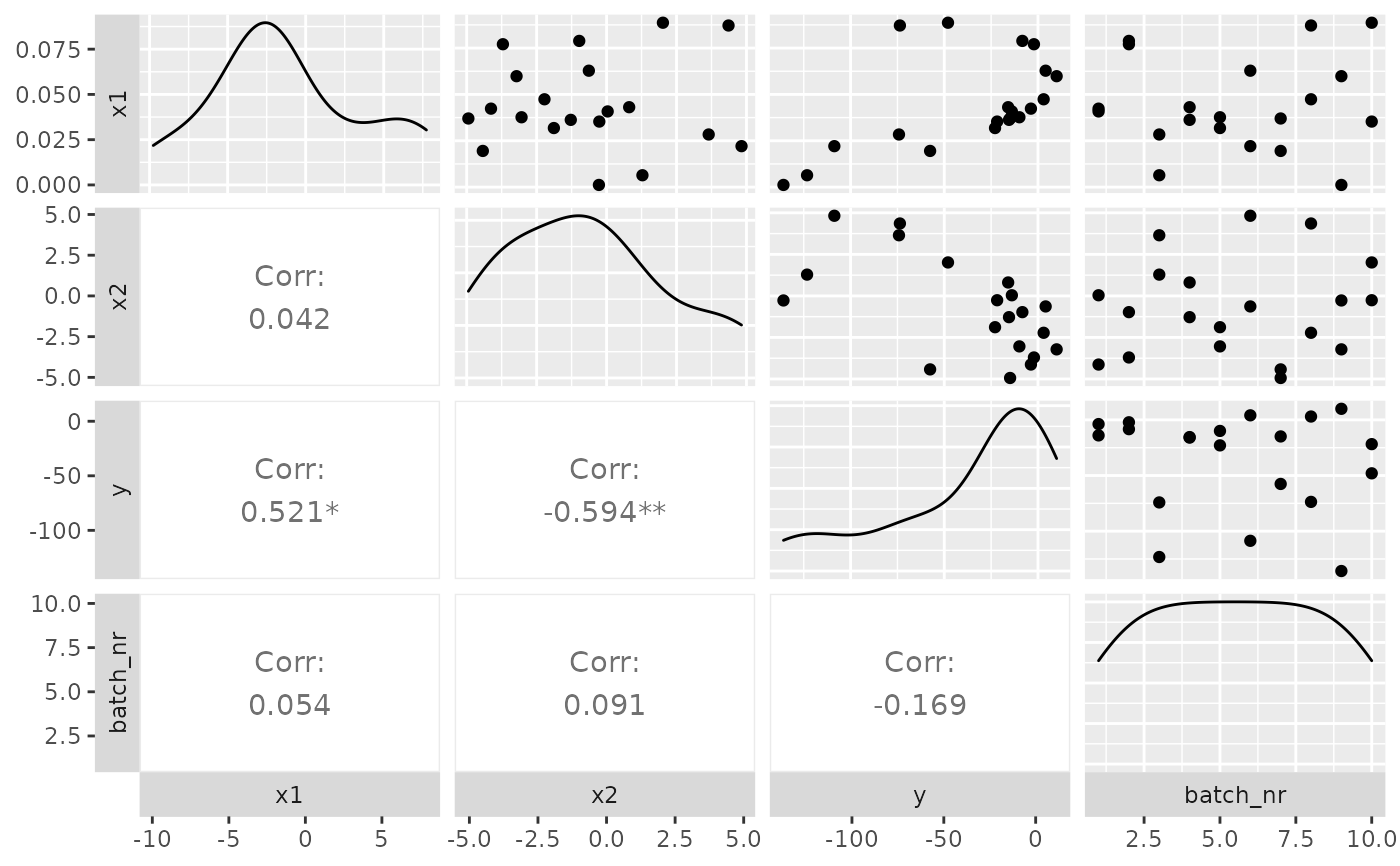 0.075
0.050
0.025
0.000
x1
5.0
2.5
0.0
-2.5
-5.0
x2
Corr:
0.042
0
-50
-100
y
Corr:
0.521*
Corr:
-0.594**
10.0
7.5
5.0
2.5
batch_nr
Corr:
0.054
Corr:
0.091
Corr:
-0.169
x1 x2 y batch_nr
-10 -5 0 5 -5.0 -2.5 0.0 2.5 5.0 -100 -50 0 2.5 5.0 7.5 10.0